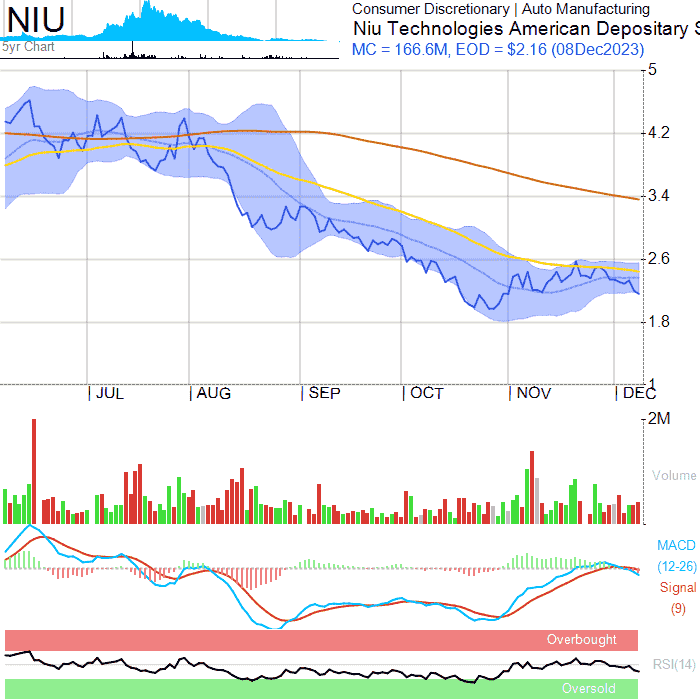 NIU
5yr Chart
Consumer Discretionary | Auto Manufacturing
Niu Technologies American Depositary S
MC = 166.6M, EOD = $2.16 (08Dec2023)
5
4.2
3.4
2.6
1.8
1
JUL AUG SEP OCT NOV DEC
2M
Volume
MACD
(12-26)
Signal
(9)
Overbought
RSI(14)
Oversold